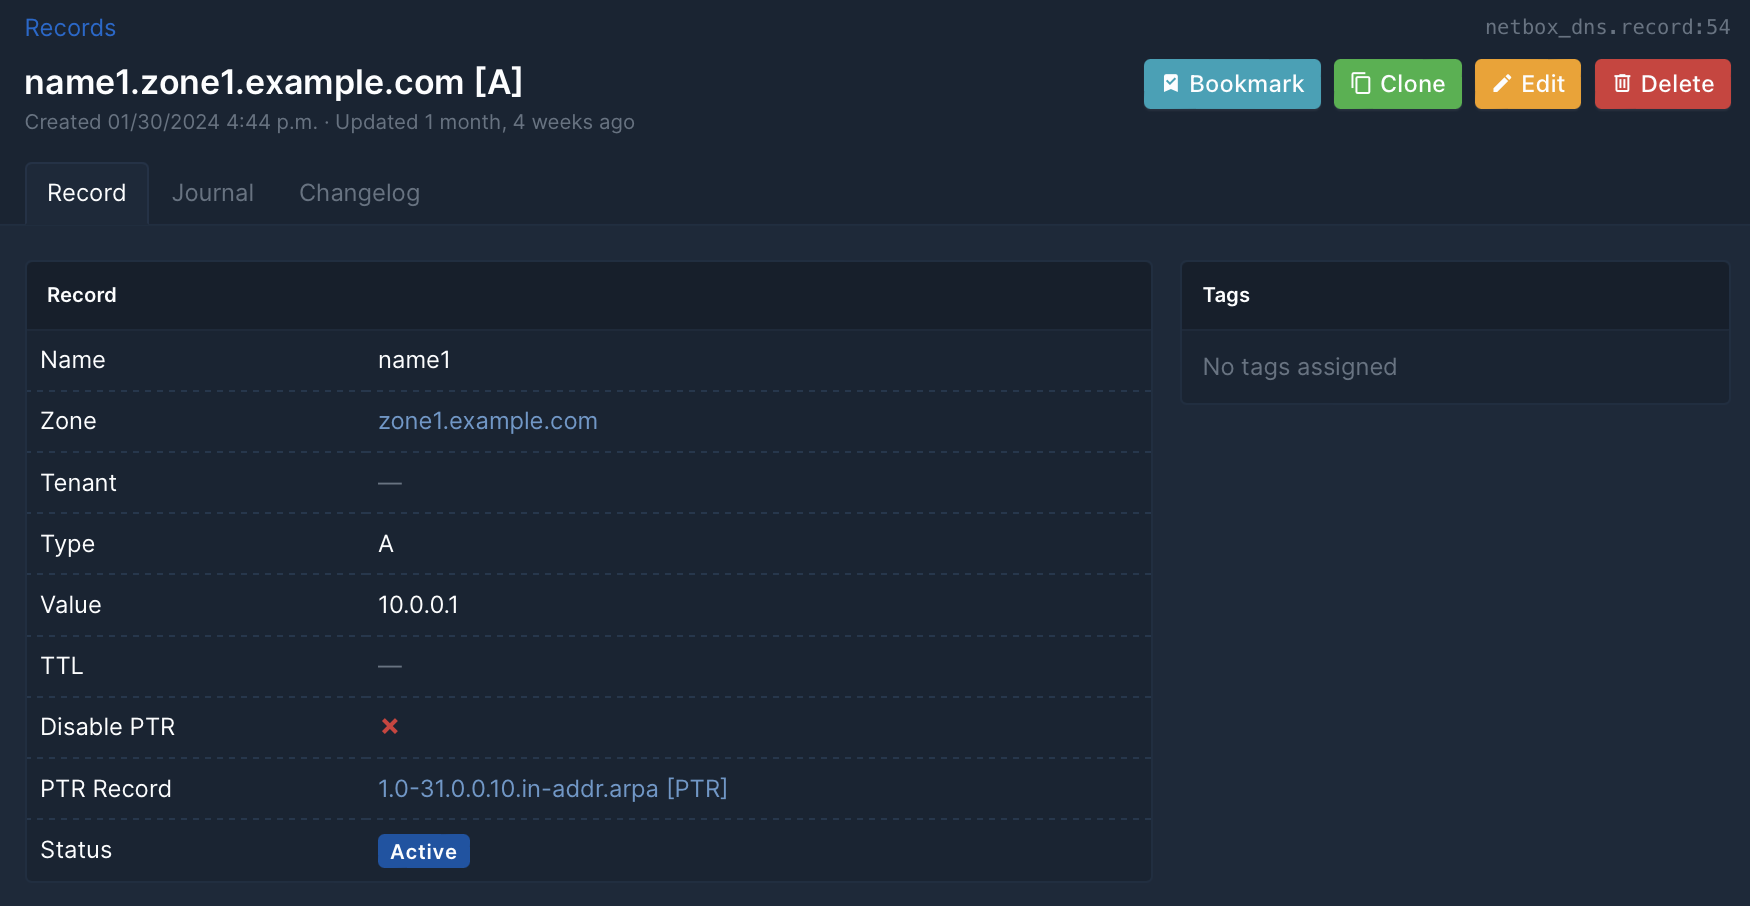 Records
netbox_dns.record:54
name1.zone1.example.com [A]
Bookmark Clone Edit Delete
Created 01/30/2024 4:44 p.m. · Updated 1 month, 4 weeks ago
Record Journal Changelog
Record
Name name1
Zone zone1.example.com
Tenant —
Type A
Value 10.0.0.1
TTL —
Disable PTR
PTR Record 1.0-31.0.0.10.in-addr.arpa [PTR]
Status Active
Tags
No tags assigned